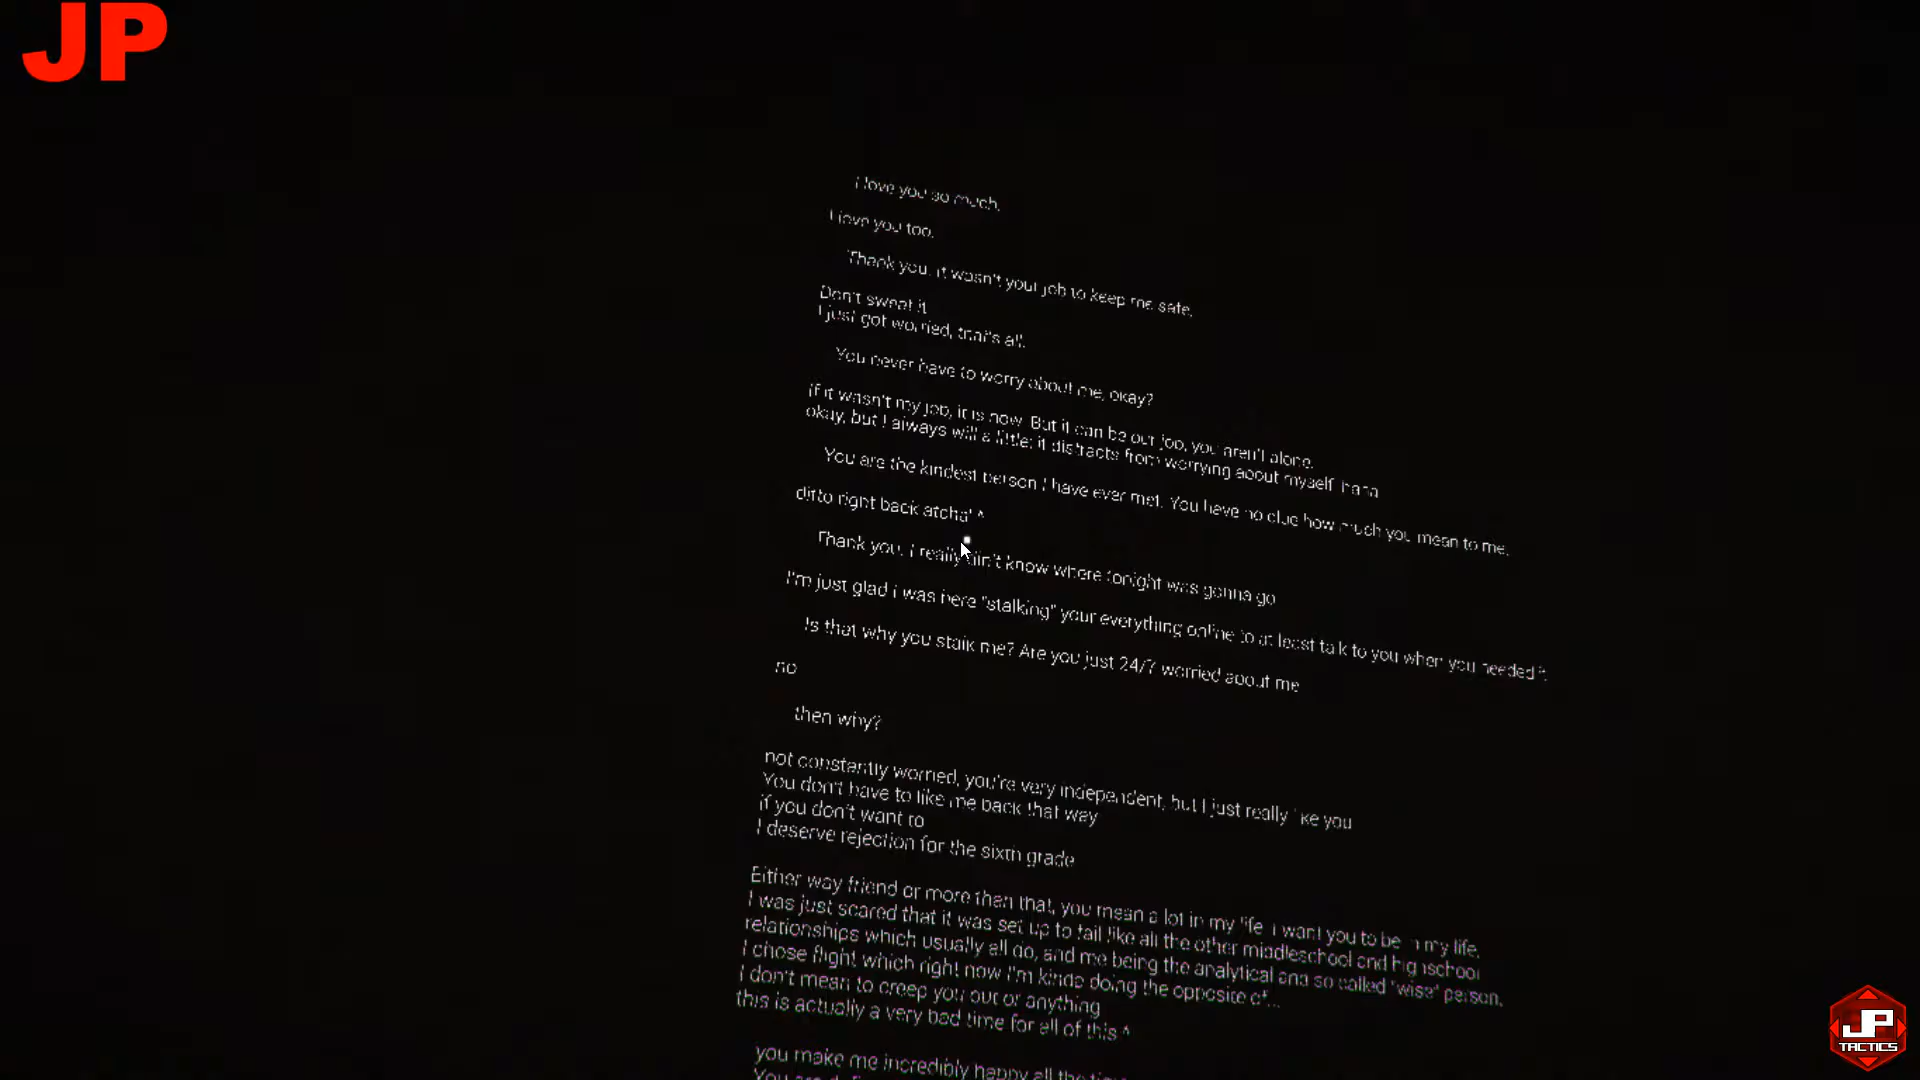 JP
I love you so much.
I love you too.
Thank you. It wasn't your job to keep me safe.
Don't sweat it
I just got worried, that's all.
You never have to worry about me, okay?
If it wasn't my job, it is now. But it can be our job, you aren't alone.
okay, but I always will a little; it distracts from worrying about myself haha
You are the kindest person I have ever met. You have no clue how much you mean to me.
ditto right back atcha' ^
Thank you. I really didn't know where tonight was gonna go
I'm just glad i was here "stalking" your everything online to at least talk to you when you needed it.
Is that why you stalk me? Are you just 24/7 worried about me
no
then why?
not constantly worried, you're very independent, but I just really like you
You don't have to like me back that way
if you don't want to
I deserve rejection for the sixth grade
Either way friend or more than that, you mean a lot in my life i want you to be in my life.
I was just scared that it was set up to fail like all the other middleschool and highschool
relationships which usually all do, and me being the analytical and so called "wise" person,
I chose flight which right now I'm kinda doing the opposite of...
I don't mean to creep you out or anything
this is actually a very bad time for all of this ^
you make me incredibly happy all the
You are
JP
TACTICS